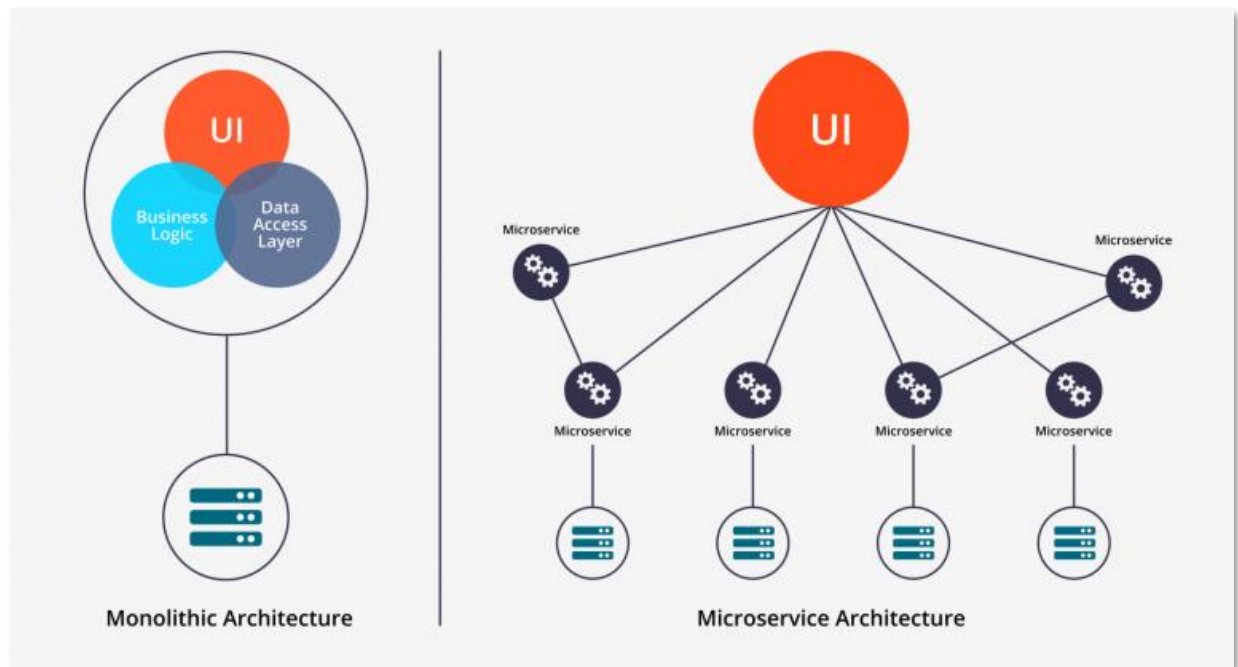 UI
Business
Logic
Data
Access
Layer
Monolithic Architecture
UI
Microservice
Microservice
Microservice
Microservice
Microservice
Microservice
Microservice Architecture